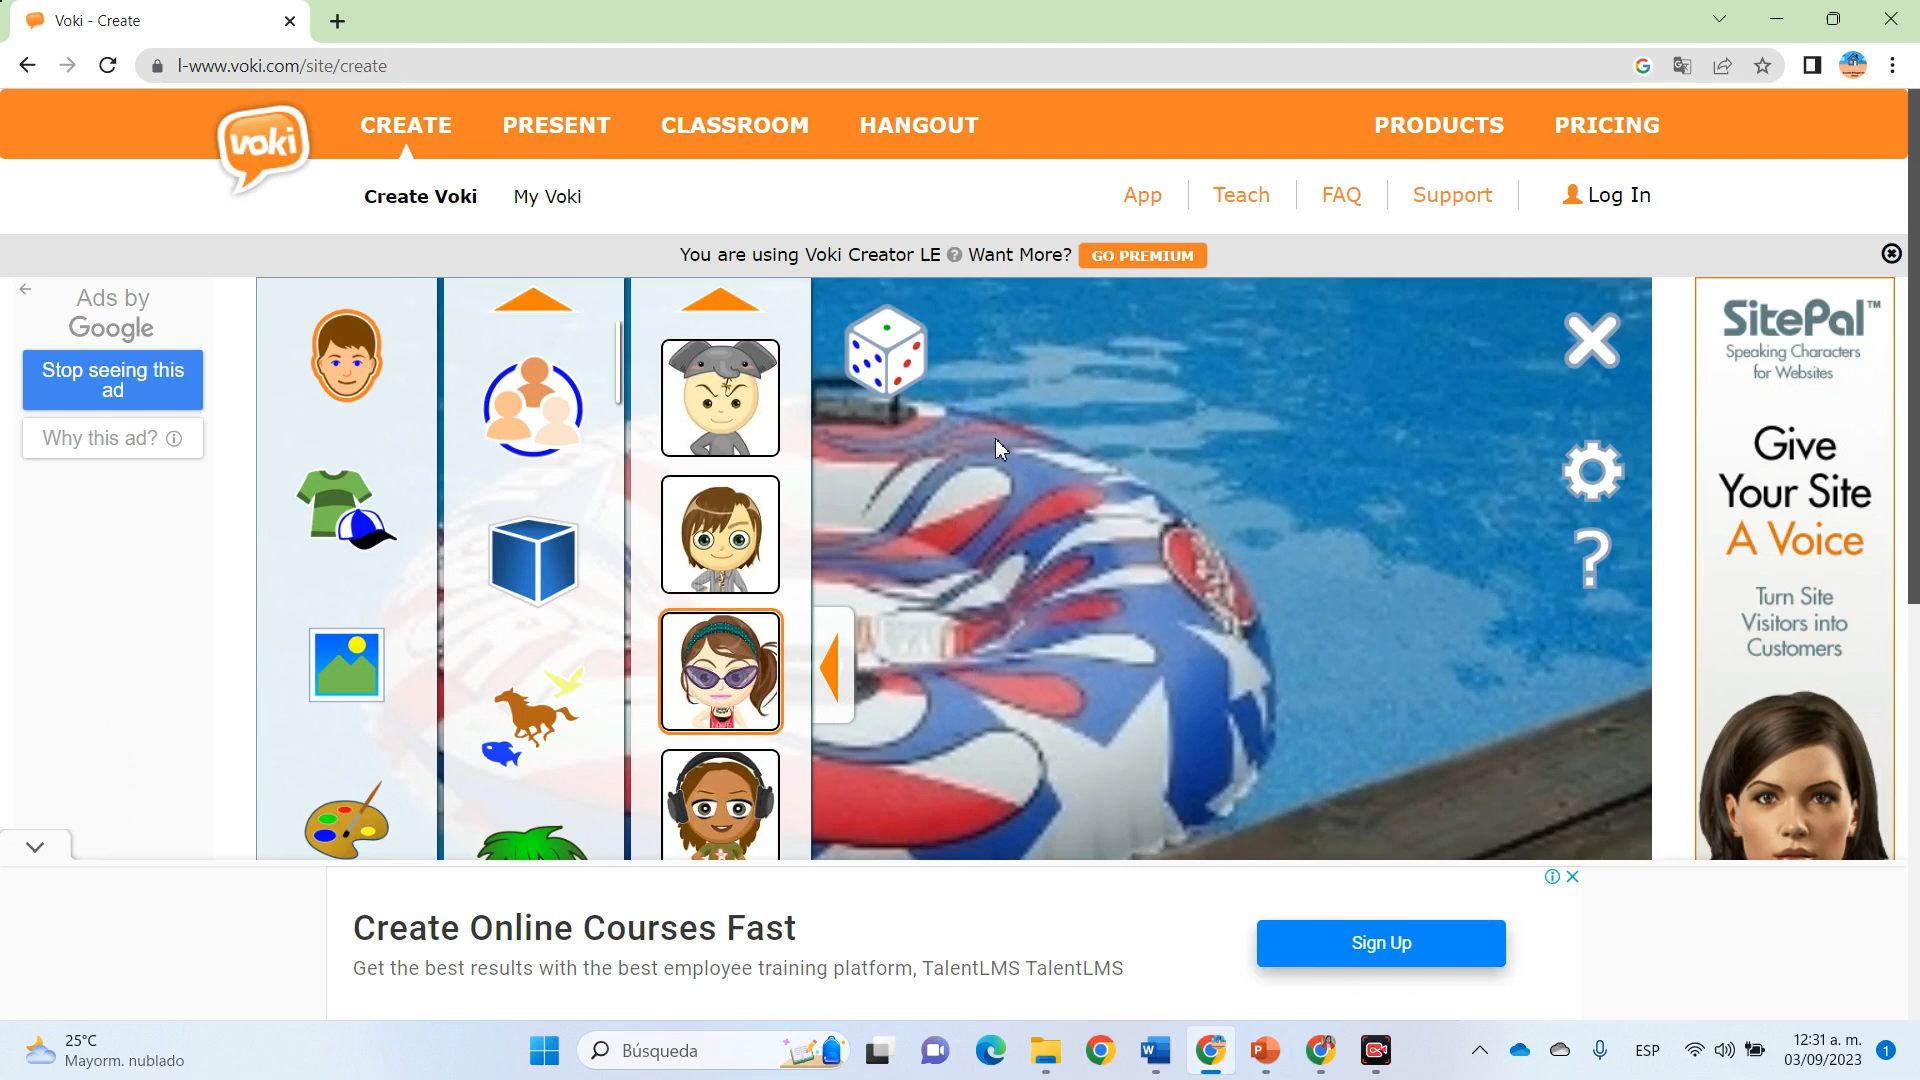 Voki - Create
l-www.voki.com/site/create
voki
CREATE PRESENT CLASSROOM HANGOUT PRODUCTS PRICING
Create Voki My Voki App Teach FAQ Support Log In
You are using Voki Creator LE ? Want More? GO PREMIUM
Ads by
Google
Stop seeing this
ad
Why this ad?
LOVE
?
SitePal™
Speaking Characters
for Websites
Give
Your Site
A Voice
Turn Site
Visitors into
Customers
Create Online Courses Fast
Get the best results with the best employee training platform, TalentLMS TalentLMS
Sign Up
25°C
Mayorm. nublado
Búsqueda
ESP
12:31 a. m.
03/09/2023
1